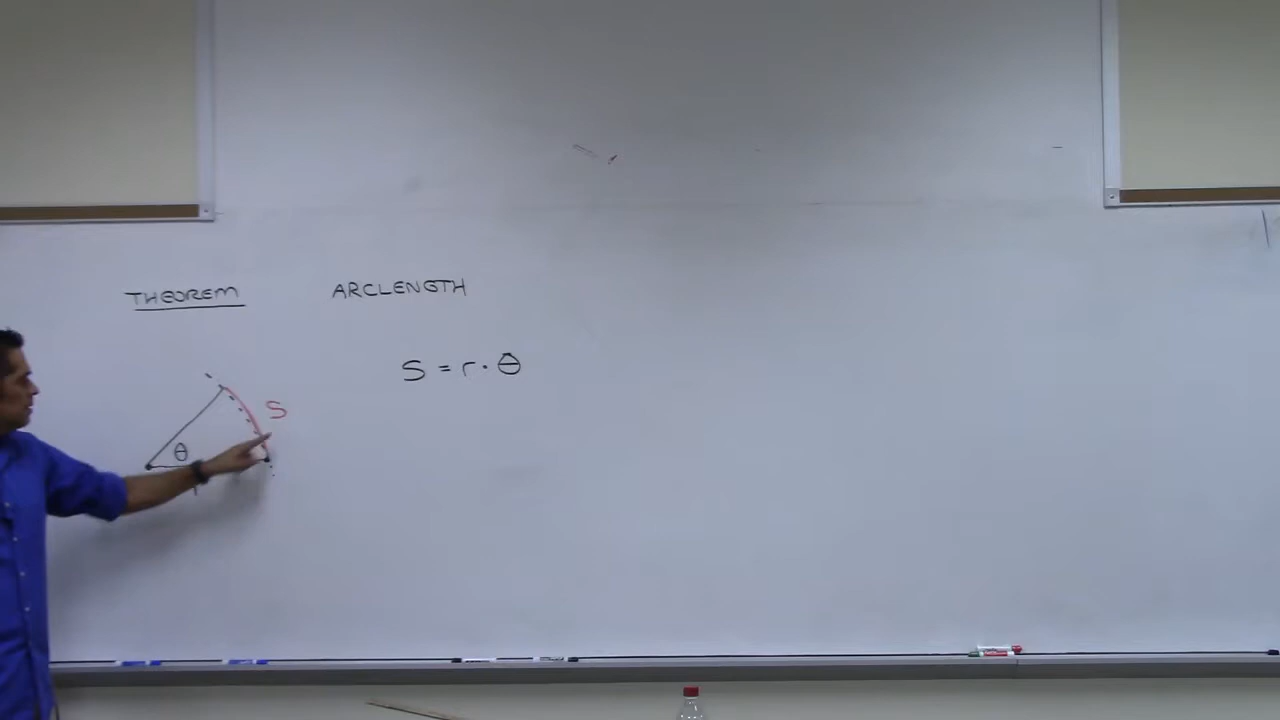 THEOREM ARCLENGTH
S = r · θ
S
θ